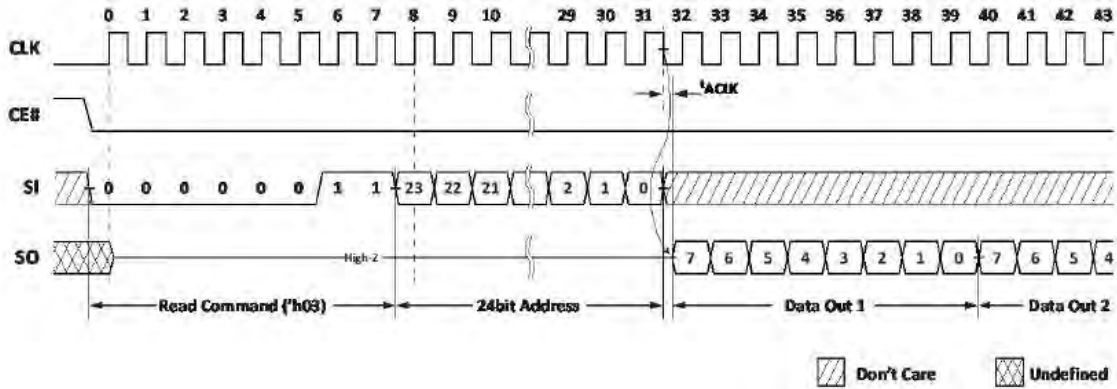 0 1 2 3 4 5 6 7 8 9 10 29 30 31 32 33 34 35 36 37 38 39 40 41 42 43
CLK
tACLK
CE#
SI 0 0 0 0 0 0 1 1 23 22 21 2 1 0
SO High-Z 7 6 5 4 3 2 1 0 7 6 5 4
Read Command ('h03) 24bit Address Data Out 1 Data Out 2
Don't Care Undefined